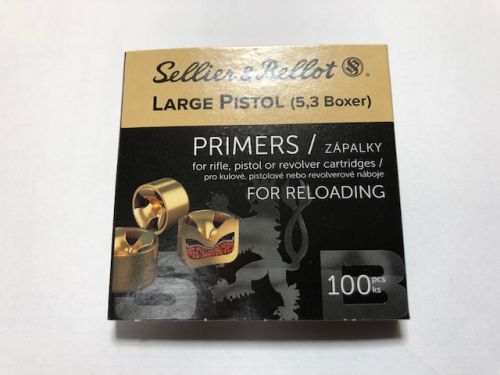 Sellier & Bellot SB®
LARGE PISTOL (5,3 Boxer)
PRIMERS / ZÁPALKY
for rifle, pistol or revolver cartridges /
pro kulové, pistolové nebo revolverové náboje
FOR RELOADING
S B
100 pcs
ks